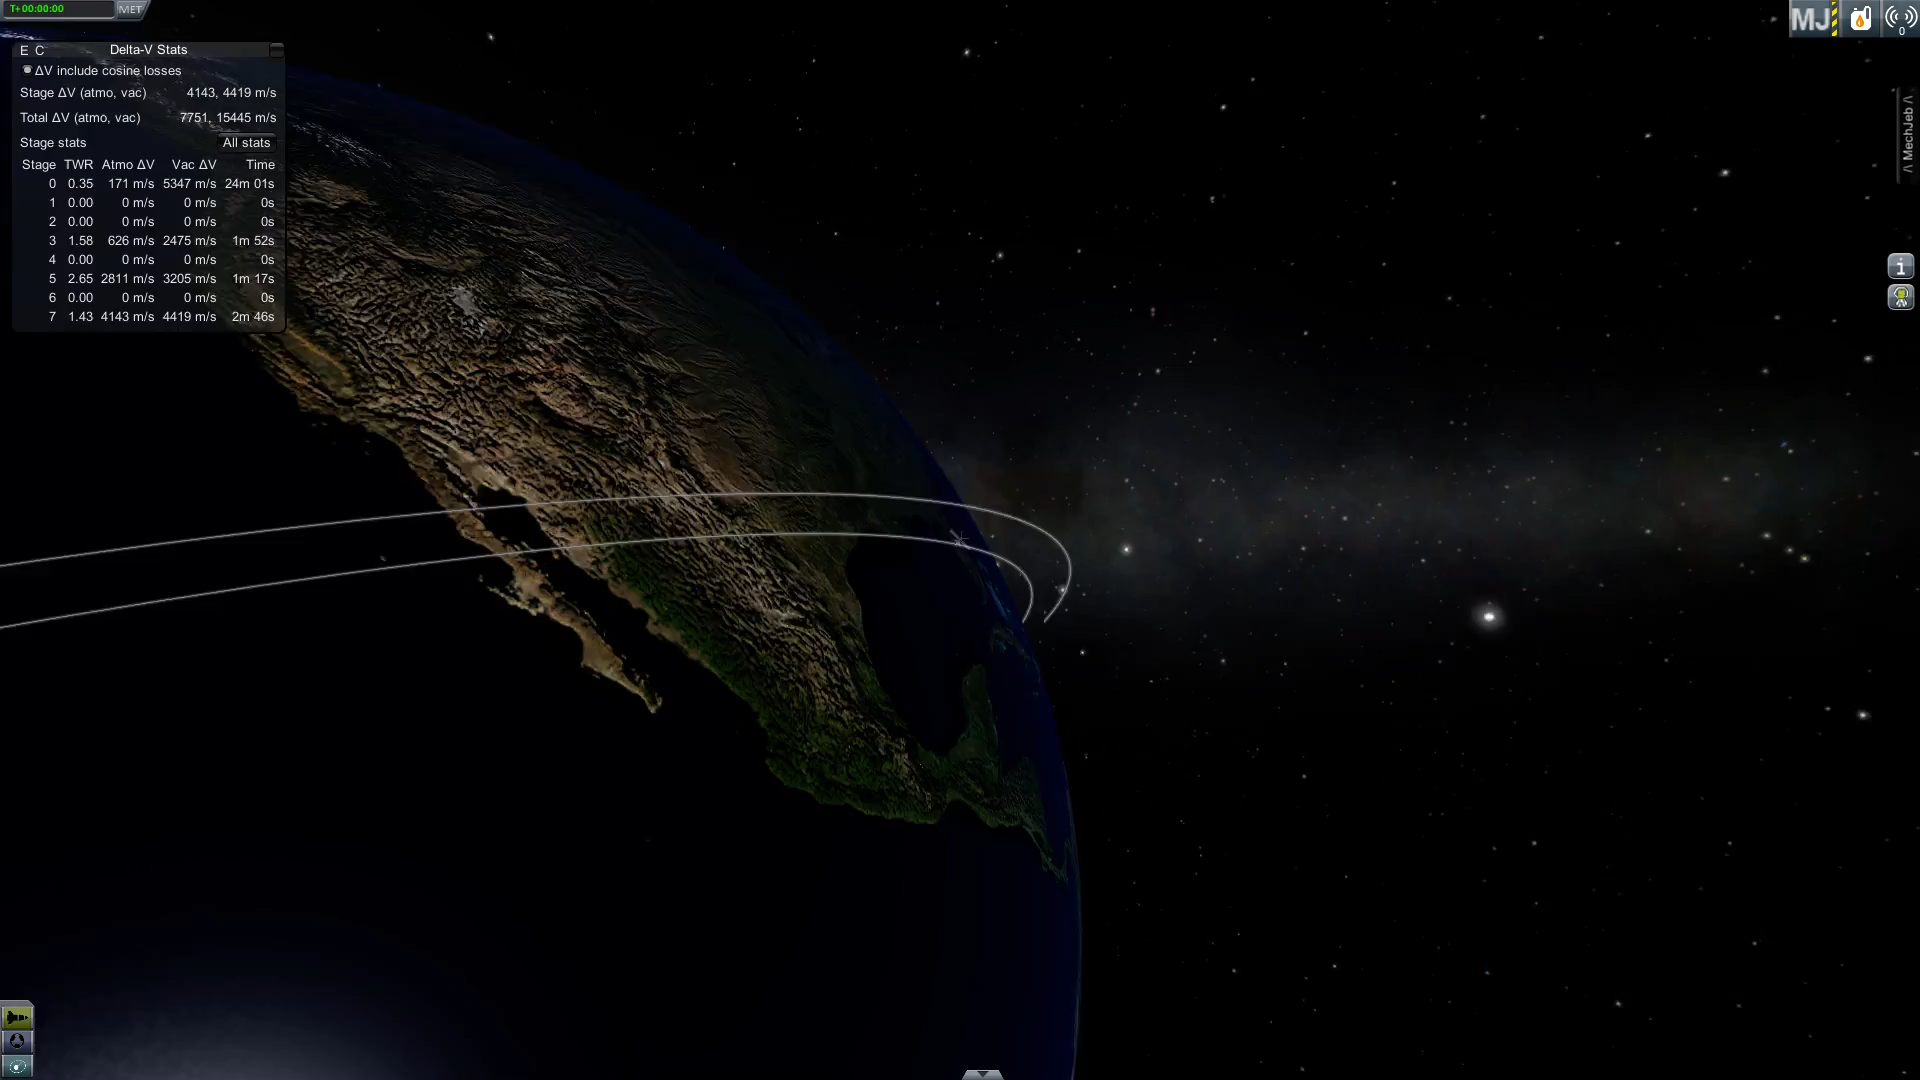 T+ 00:00:00 MET
MJ
0
E C Delta-V Stats
ΔV include cosine losses
Stage ΔV (atmo, vac) 4143, 4419 m/s
Total ΔV (atmo, vac) 7751, 15445 m/s
Stage stats All stats
Stage TWR Atmo ΔV Vac ΔV Time
0 0.35 171 m/s 5347 m/s 24m 01s
1 0.00 0 m/s 0 m/s 0s
2 0.00 0 m/s 0 m/s 0s
3 1.58 626 m/s 2475 m/s 1m 52s
4 0.00 0 m/s 0 m/s 0s
5 2.65 2811 m/s 3205 m/s 1m 17s
6 0.00 0 m/s 0 m/s 0s
7 1.43 4143 m/s 4419 m/s 2m 46s
/\ MechJeb /\